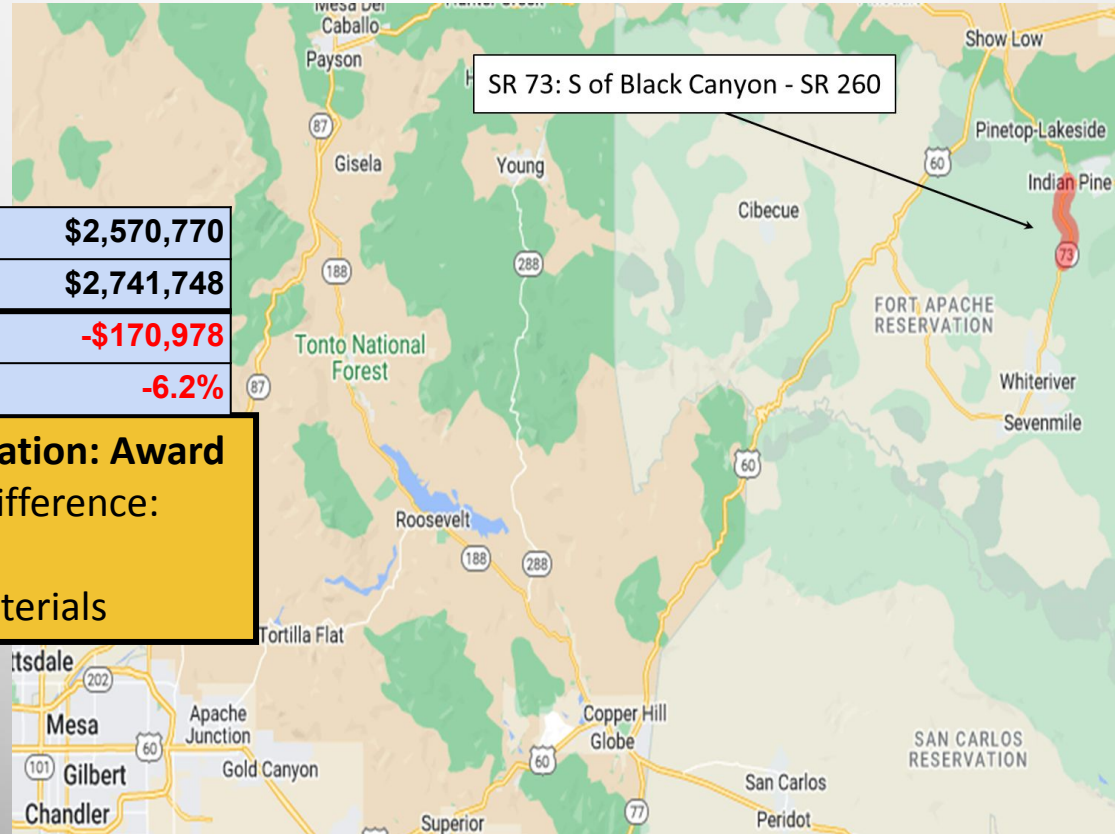 Mesa Del
Caballo
Payson
Show Low
SR 73: S of Black Canyon - SR 260
87
Gisela
Young
Pinetop-Lakeside
60
Indian Pine
Cibecue
$2,570,770
$2,741,748
-$170,978
-6.2%
188
288
73
FORT APACHE
RESERVATION
Tonto National
Forest
87
Whiteriver
Sevenmile
ation: Award
ifference:
terials
60
Roosevelt
188
288
Tortilla Flat
ttsdale
202
Mesa
Apache
Junction
60
101
Gilbert
Gold Canyon
Chandler
Copper Hill
Globe
60
SAN CARLOS
RESERVATION
San Carlos
77
Peridot
Superior